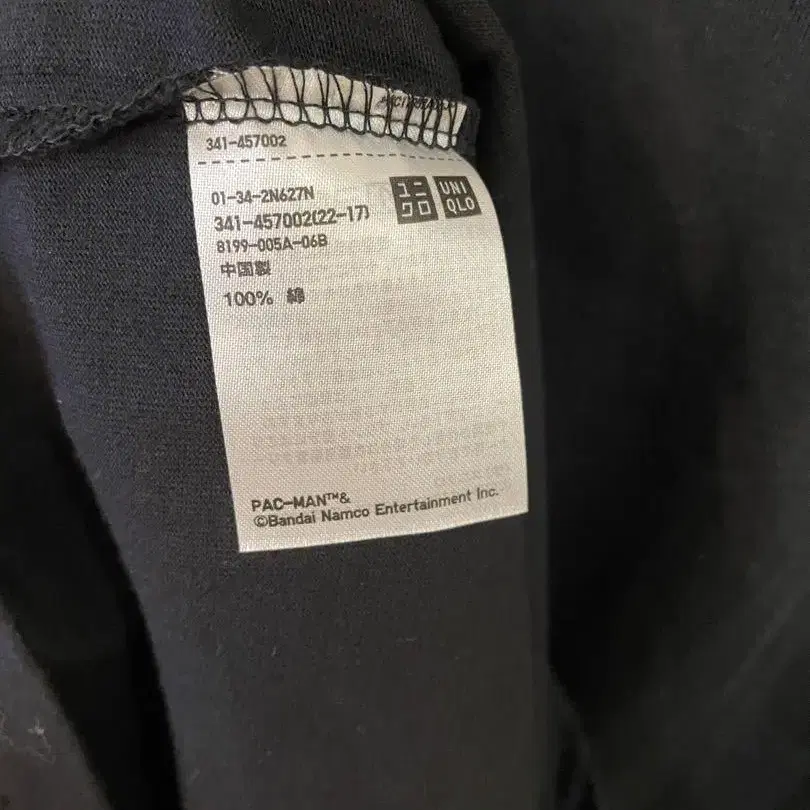 341-457002
01-34-2N627N
341-457002(22-17)
8199-005A-06B
中国製
100% 綿
ユニ
クロ
UNI
QLO
PAC-MAN™&
©Bandai Namco Entertainment Inc.